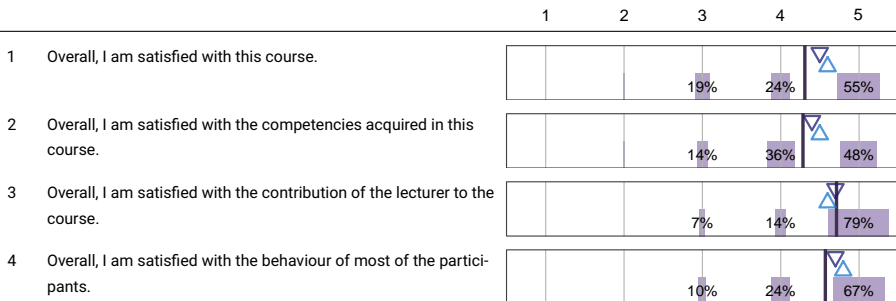 1 2 3 4 5
1 Overall, I am satisfied with this course.
19% 24% 55%
2 Overall, I am satisfied with the competencies acquired in this
course.
14% 36% 48%
3 Overall, I am satisfied with the contribution of the lecturer to the
course.
7% 14% 79%
4 Overall, I am satisfied with the behaviour of most of the partici-
pants.
10% 24% 67%